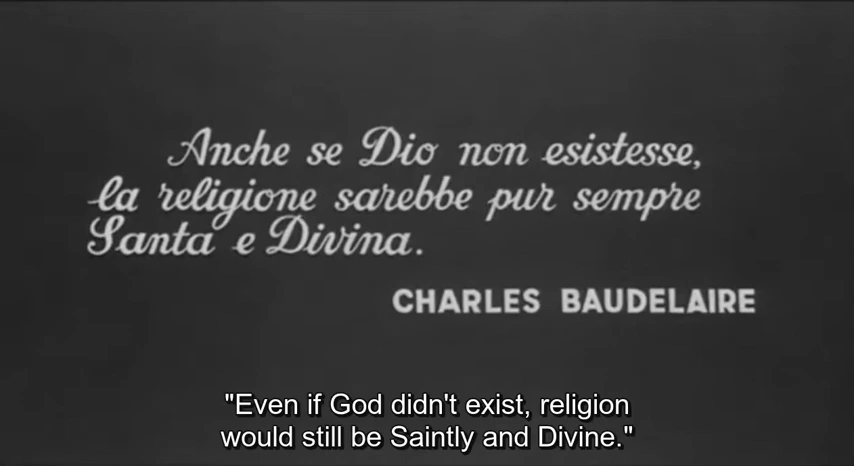 Anche se Dio non esistesse,
la religione sarebbe pur sempre
Santa e Divina.
CHARLES BAUDELAIRE
"Even if God didn't exist, religion
would still be Saintly and Divine."